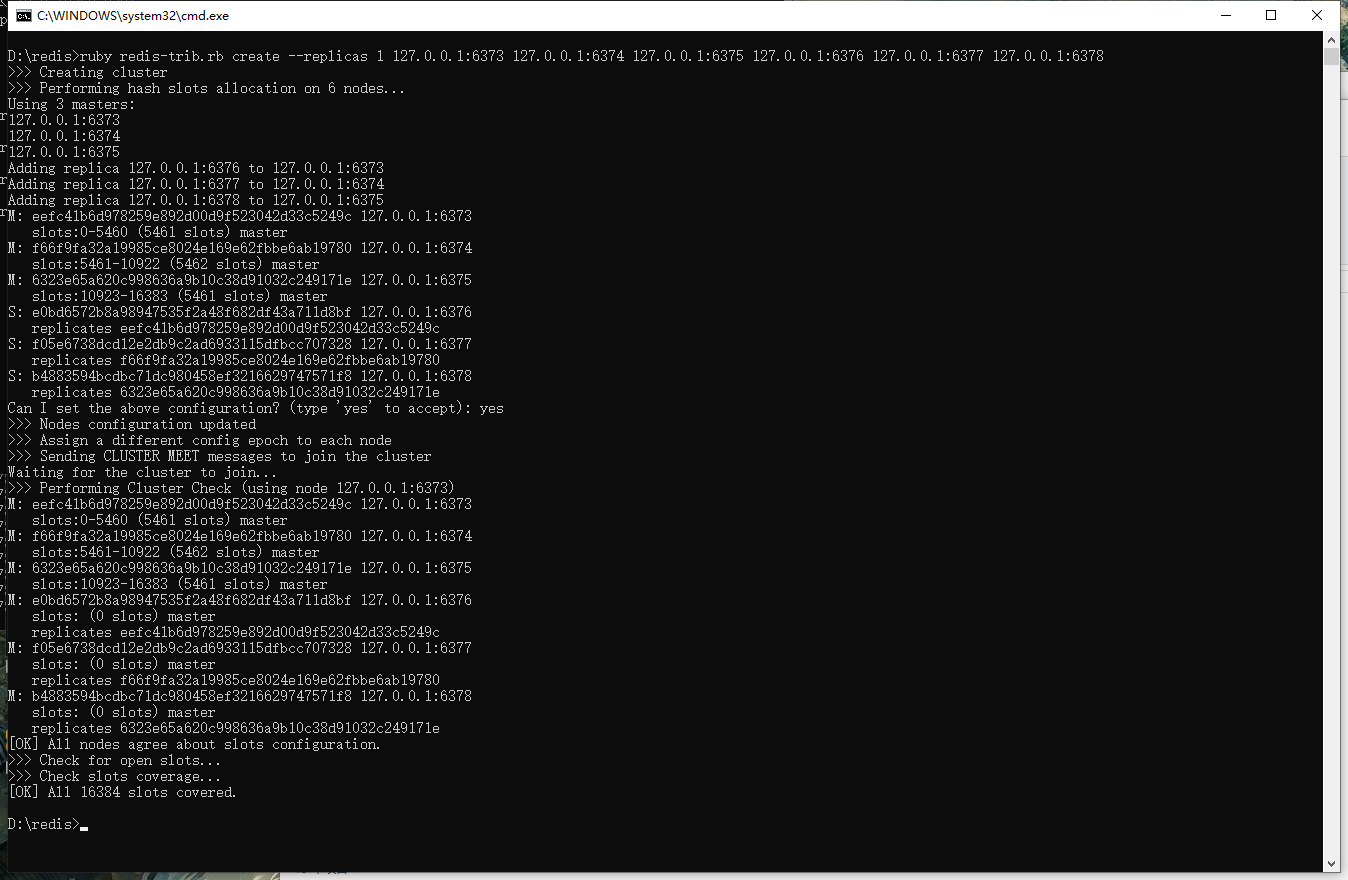 C:\WINDOWS\system32\cmd.exe
D:\redis>ruby redis-trib.rb create --replicas 1 127.0.0.1:6373 127.0.0.1:6374 127.0.0.1:6375 127.0.0.1:6376 127.0.0.1:6377 127.0.0.1:6378
>>> Creating cluster
>>> Performing hash slots allocation on 6 nodes...
Using 3 masters:
127.0.0.1:6373
127.0.0.1:6374
127.0.0.1:6375
Adding replica 127.0.0.1:6376 to 127.0.0.1:6373
Adding replica 127.0.0.1:6377 to 127.0.0.1:6374
Adding replica 127.0.0.1:6378 to 127.0.0.1:6375
M: eefc41b6d978259e892d00d9f523042d33c5249c 127.0.0.1:6373
   slots:0-5460 (5461 slots) master
M: f66f9fa32a19985ce8024e169e62fbbe6ab19780 127.0.0.1:6374
   slots:5461-10922 (5462 slots) master
M: 6323e65a620c998636a9b10c38d91032c249171e 127.0.0.1:6375
   slots:10923-16383 (5461 slots) master
S: e0bd6572b8a98947535f2a48f682df43a711d8bf 127.0.0.1:6376
   replicates eefc41b6d978259e892d00d9f523042d33c5249c
S: f05e6738dcd12e2db9c2ad6933115dfbcc707328 127.0.0.1:6377
   replicates f66f9fa32a19985ce8024e169e62fbbe6ab19780
S: b4883594bcdbc71dc980458ef3216629747571f8 127.0.0.1:6378
   replicates 6323e65a620c998636a9b10c38d91032c249171e
Can I set the above configuration? (type 'yes' to accept): yes
>>> Nodes configuration updated
>>> Assign a different config epoch to each node
>>> Sending CLUSTER MEET messages to join the cluster
Waiting for the cluster to join...
>>> Performing Cluster Check (using node 127.0.0.1:6373)
M: eefc41b6d978259e892d00d9f523042d33c5249c 127.0.0.1:6373
   slots:0-5460 (5461 slots) master
M: f66f9fa32a19985ce8024e169e62fbbe6ab19780 127.0.0.1:6374
   slots:5461-10922 (5462 slots) master
M: 6323e65a620c998636a9b10c38d91032c249171e 127.0.0.1:6375
   slots:10923-16383 (5461 slots) master
M: e0bd6572b8a98947535f2a48f682df43a711d8bf 127.0.0.1:6376
   slots: (0 slots) master
   replicates eefc41b6d978259e892d00d9f523042d33c5249c
M: f05e6738dcd12e2db9c2ad6933115dfbcc707328 127.0.0.1:6377
   slots: (0 slots) master
   replicates f66f9fa32a19985ce8024e169e62fbbe6ab19780
M: b4883594bcdbc71dc980458ef3216629747571f8 127.0.0.1:6378
   slots: (0 slots) master
   replicates 6323e65a620c998636a9b10c38d91032c249171e
[OK] All nodes agree about slots configuration.
>>> Check for open slots...
>>> Check slots coverage...
[OK] All 16384 slots covered.
D:\redis>